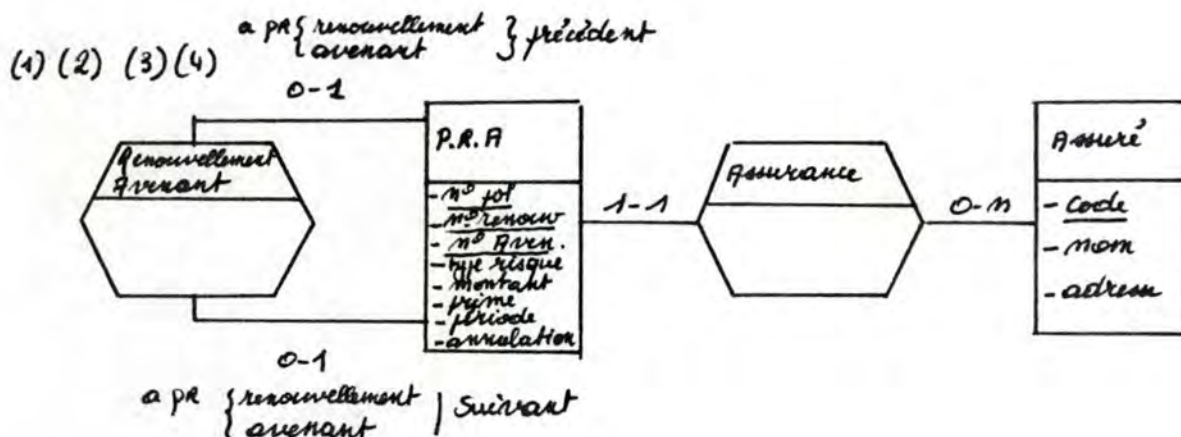 a pR { renouvellement } précédent
avenant
(1) (2) (3) (4)
0-1
Renouvellement
Avenant
P.R.A
- n° pol
- n° renouv
- n° Aven.
- type risque
- montant
- prime
- période
- annulation
1-1
Assurance
0-n
Assuré
- code
- nom
- adresse
0-1
a pR { renouvellement | Suivant
avenant